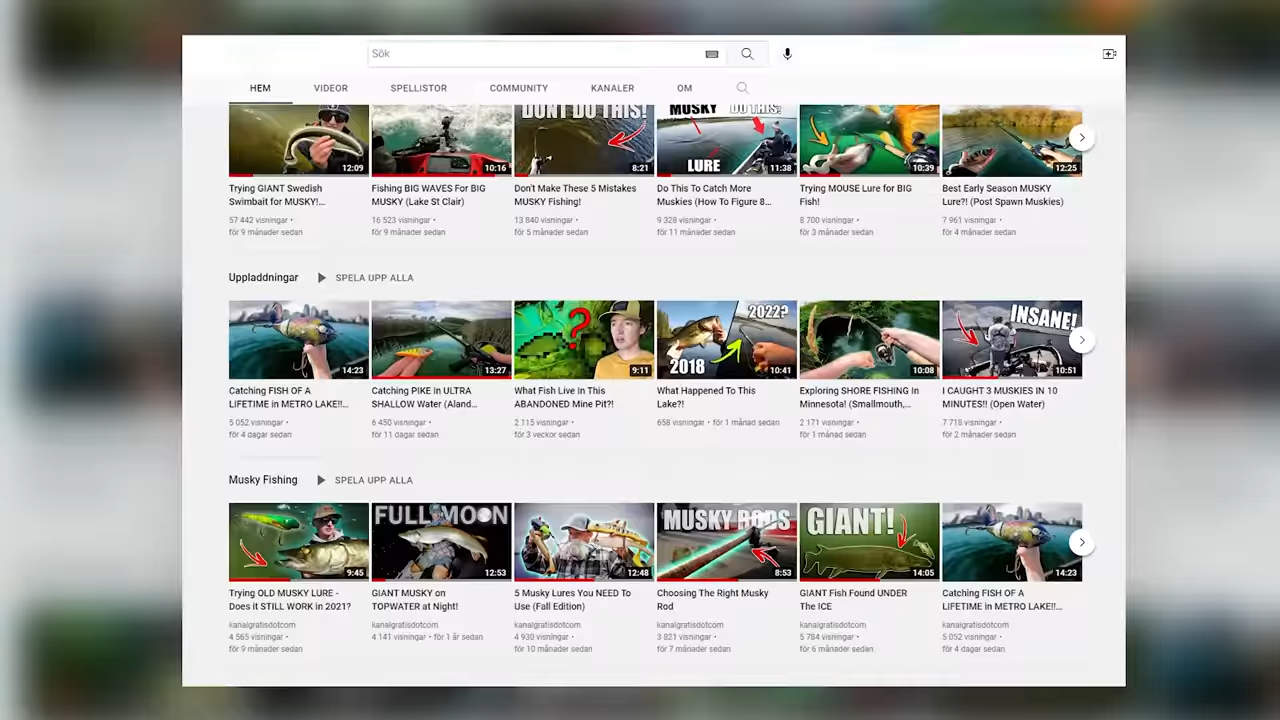 Sök
HEM VIDEOR SPELLISTOR COMMUNITY KANALER OM
DONT DO THIS! MUSKY DO THIS!
LURE
12:09 10:16 8:21 11:38 10:39 12:25
Trying GIANT Swedish
Swimbait for MUSKY!...
57 442 visningar •
för 9 månader sedan
Fishing BIG WAVES For BIG
MUSKY (Lake St Clair)
16 523 visningar •
för 9 månader sedan
Don't Make These 5 Mistakes
MUSKY Fishing!
13 840 visningar •
för 5 månader sedan
Do This To Catch More
Muskies (How To Figure 8...
9 328 visningar •
för 11 månader sedan
Trying MOUSE Lure for BIG
Fish!
8 700 visningar •
för 3 månader sedan
Best Early Season MUSKY
Lure?! (Post Spawn Muskies)
7 961 visningar •
för 4 månader sedan
Uppladdningar SPELA UPP ALLA
? 2022? INSANE!
2018
14:23 13:27 9:11 10:41 10:08 10:51
Catching FISH OF A
LIFETIME in METRO LAKE!!...
5 052 visningar •
för 4 dagar sedan
Catching PIKE In ULTRA
SHALLOW Water (Aland...
6 450 visningar •
för 11 dagar sedan
What Fish Live In This
ABANDONED Mine Pit?!
2 115 visningar •
för 3 veckor sedan
What Happened To This
Lake?!
658 visningar • för 1 månad sedan
Exploring SHORE FISHING In
Minnesota! (Smallmouth,...
2 171 visningar •
för 1 månad sedan
I CAUGHT 3 MUSKIES IN 10
MINUTES!! (Open Water)
7 718 visningar •
för 2 månader sedan
Musky Fishing SPELA UPP ALLA
FULL MOON MUSKY RODS GIANT!
9:45 12:53 12:48 8:53 14:05 14:23
Trying OLD MUSKY LURE -
Does it STILL WORK in 2021?
kanalgratisdotcom
4 565 visningar •
för 9 månader sedan
GIANT MUSKY on
TOPWATER at Night!
kanalgratisdotcom
4 141 visningar • för 1 år sedan
5 Musky Lures You NEED To
Use (Fall Edition)
kanalgratisdotcom
4 930 visningar •
för 10 månader sedan
Choosing The Right Musky
Rod
kanalgratisdotcom
3 821 visningar •
för 7 månader sedan
GIANT Fish Found UNDER
The ICE
kanalgratisdotcom
5 784 visningar •
för 6 månader sedan
Catching FISH OF A
LIFETIME in METRO LAKE!!...
kanalgratisdotcom
5 052 visningar •
för 4 dagar sedan